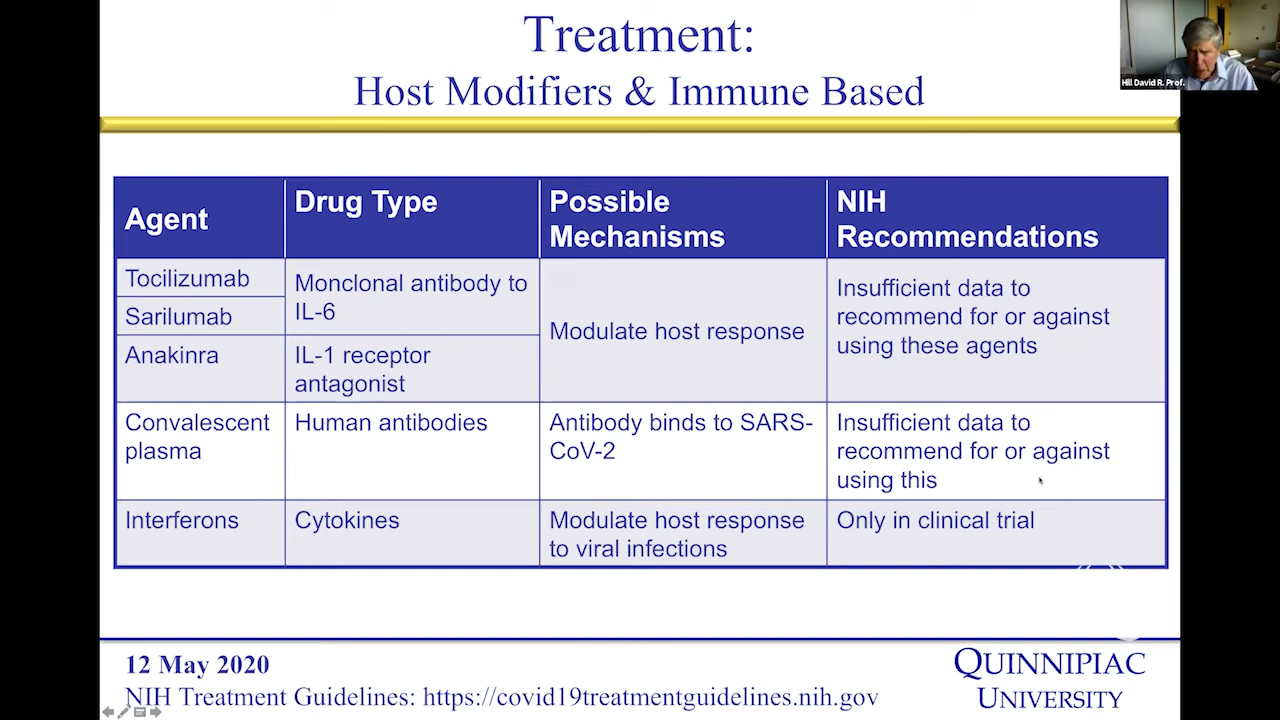 Treatment:
Host Modifiers & Immune Based
Hill David R. Prof.
Agent
Drug Type
Possible
Mechanisms
NIH
Recommendations
Tocilizumab
Sarilumab
Monclonal antibody to
IL-6
Anakinra
IL-1 receptor
antagonist
Modulate host response
Insufficient data to
recommend for or against
using these agents
Convalescent
plasma
Human antibodies
Antibody binds to SARS-
CoV-2
Insufficient data to
recommend for or against
using this
Interferons
Cytokines
Modulate host response
to viral infections
Only in clinical trial
12 May 2020
NIH Treatment Guidelines: https://covid19treatmentguidelines.nih.gov
QUINNIPIAC
UNIVERSITY